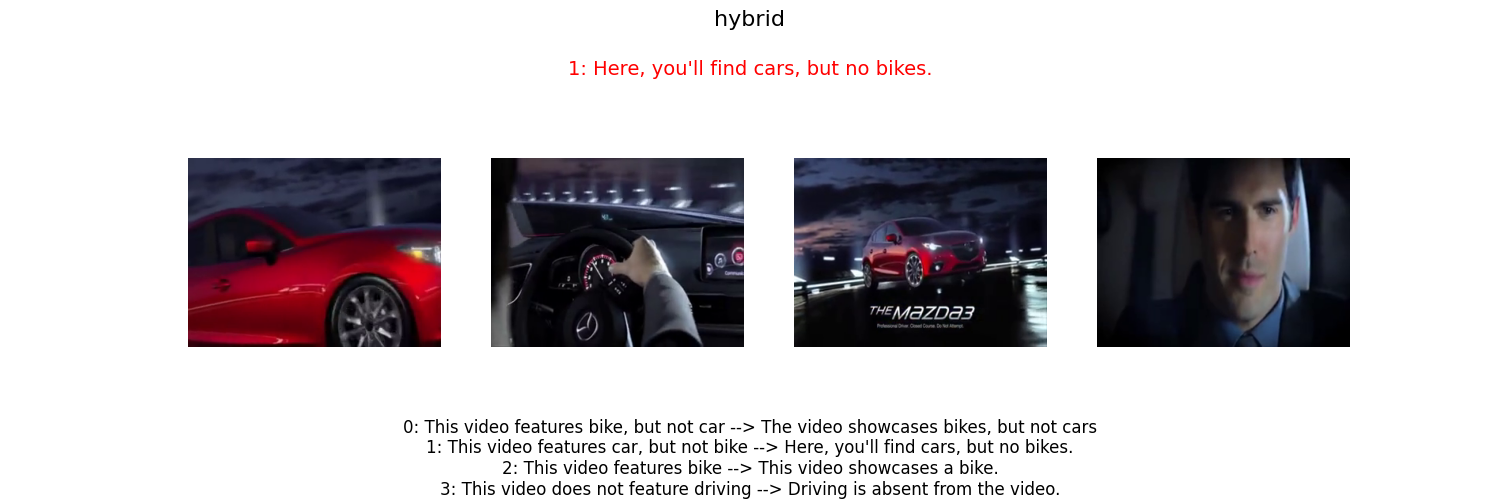 hybrid
1: Here, you'll find cars, but no bikes.
THE MAZDA3
Professional Driver. Closed Course. Do Not Attempt.
0: This video features bike, but not car --> The video showcases bikes, but not cars
1: This video features car, but not bike --> Here, you'll find cars, but no bikes.
2: This video features bike --> This video showcases a bike.
3: This video does not feature driving --> Driving is absent from the video.